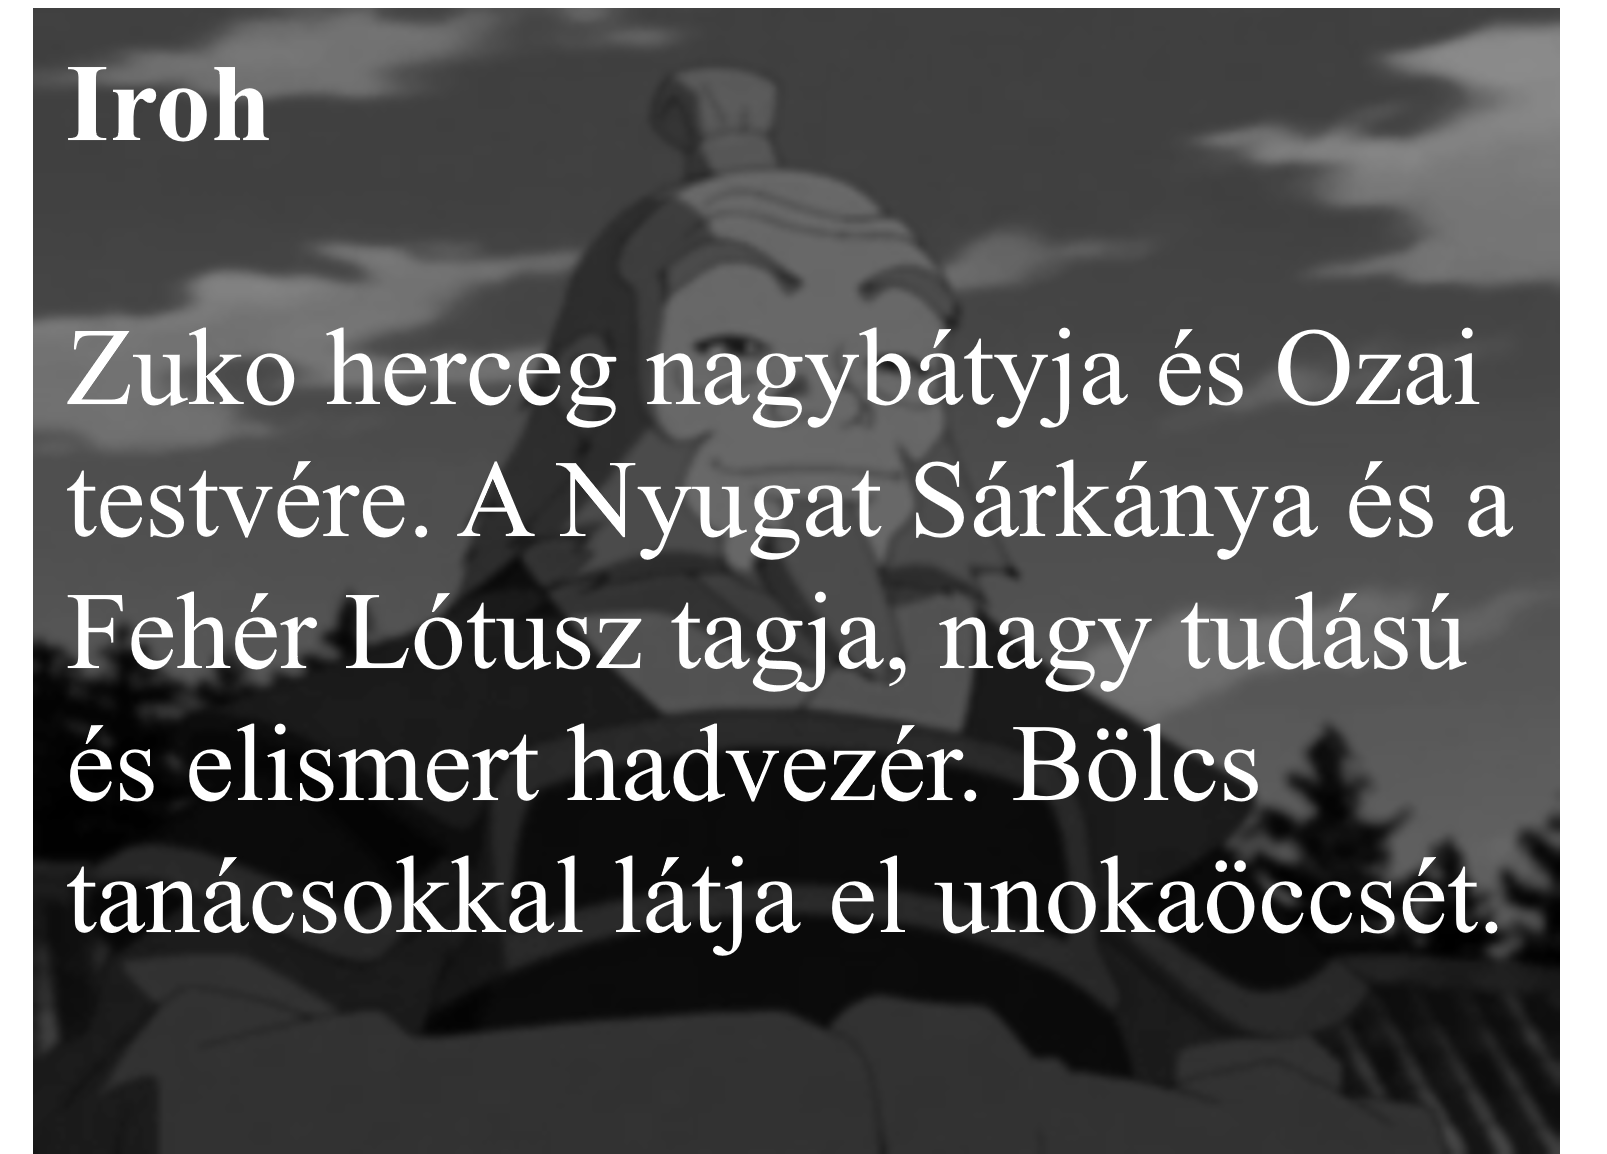 Iroh
Zuko herceg nagybátyja és Ozai
testvére. A Nyugat Sárkánya és a
Fehér Lótusz tagja, nagy tudású
és elismert hadvezér. Bölcs
tanácsokkal látja el unokaöccsét.